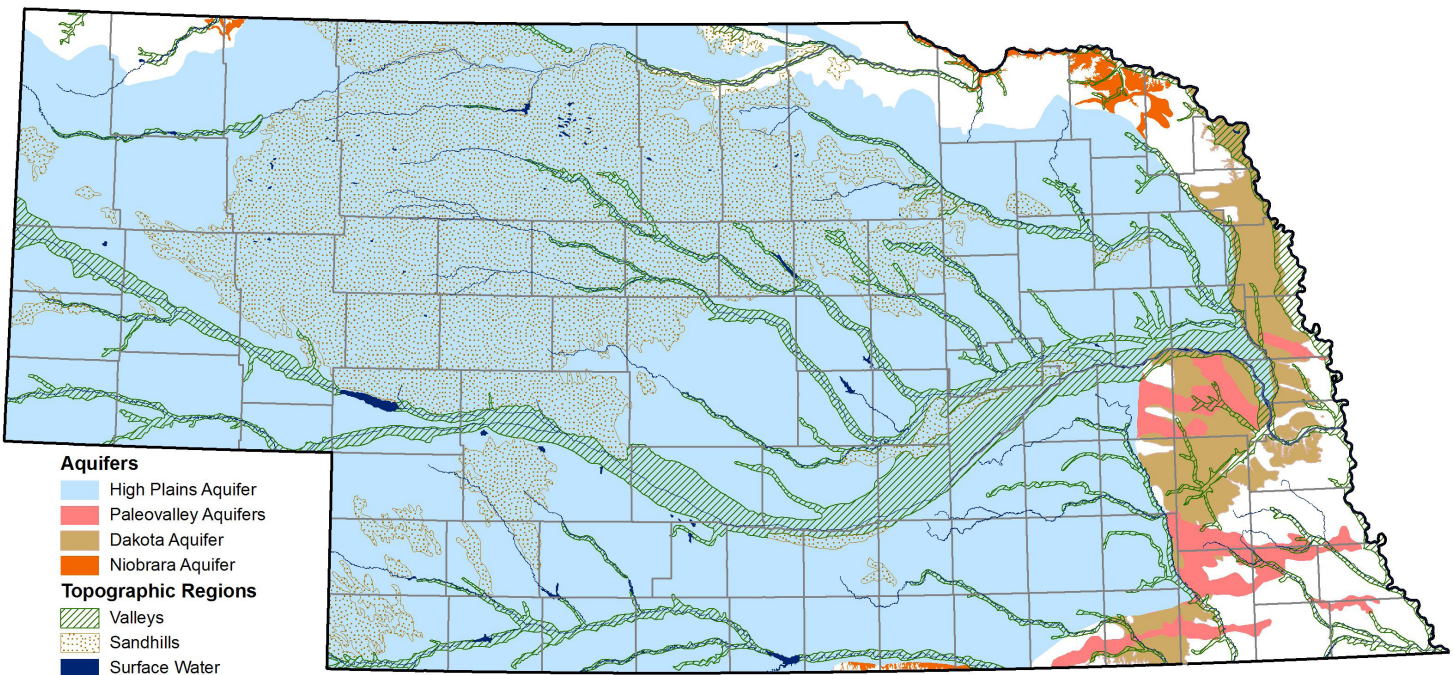 Aquifers
High Plains Aquifer
Paleovalley Aquifers
Dakota Aquifer
Niobrara Aquifer
Topographic Regions
Valleys
Sandhills
Surface Water